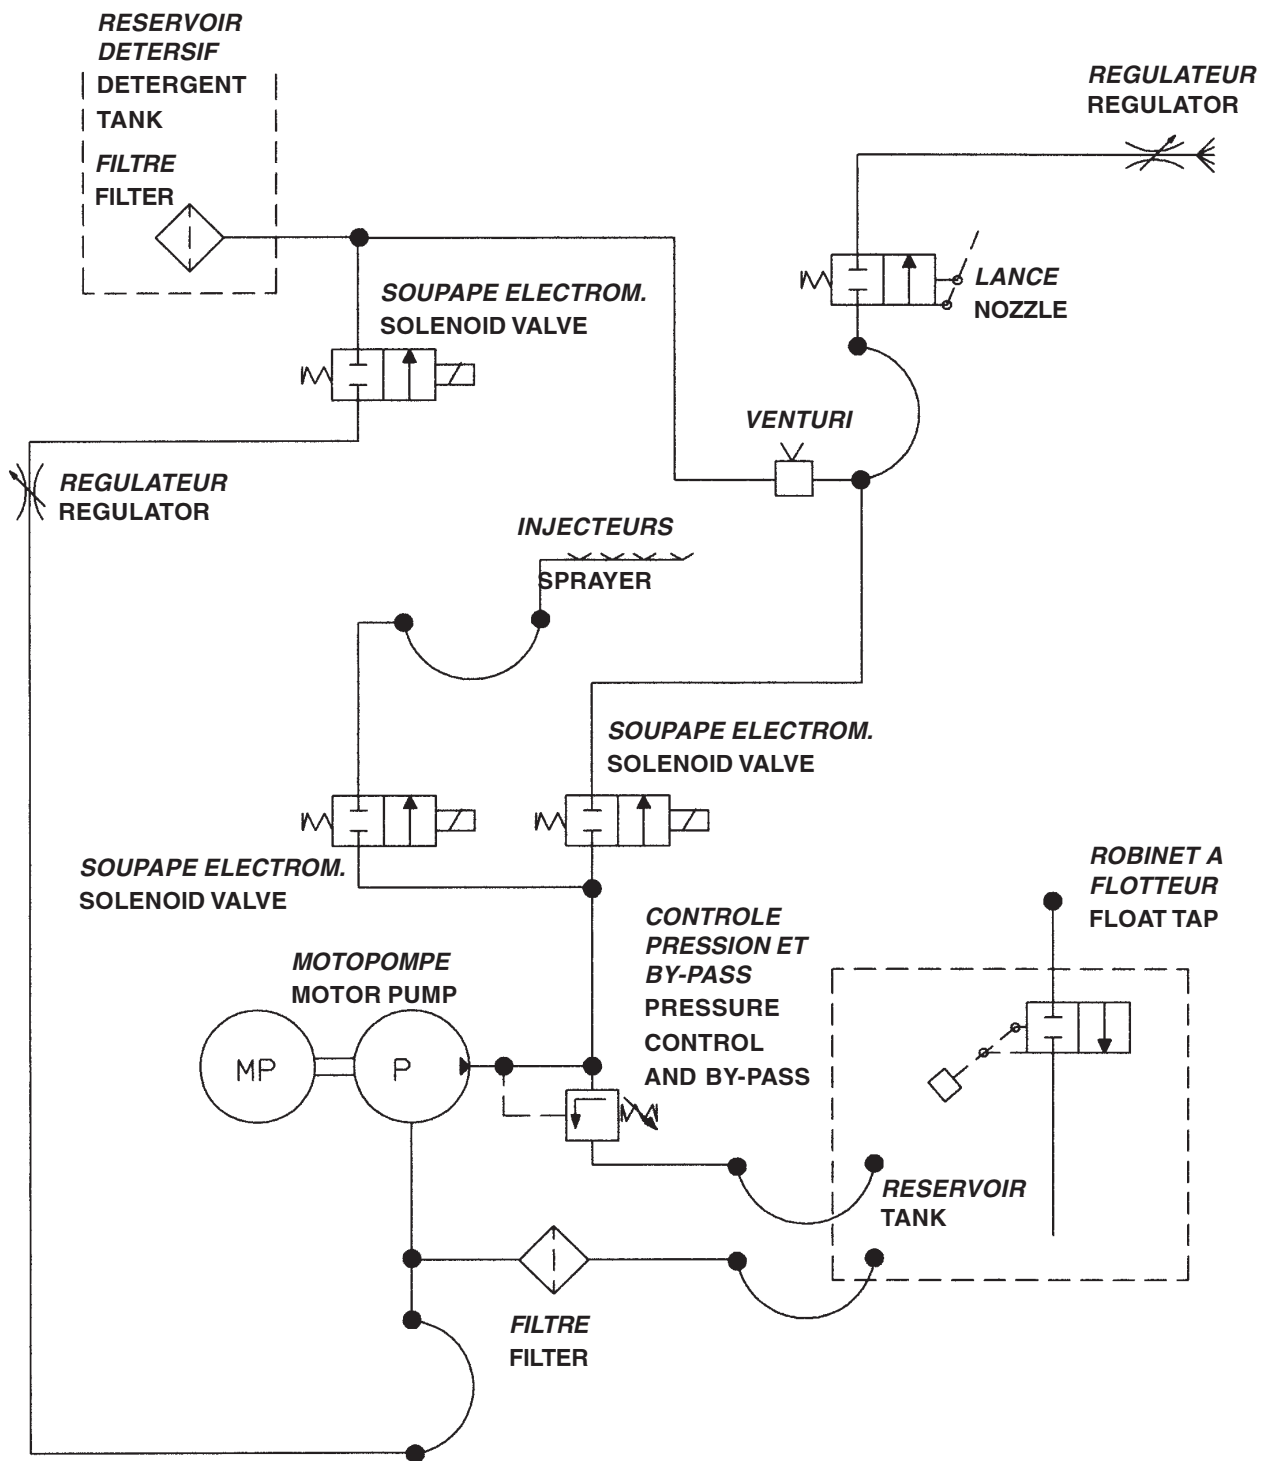 RESERVOIR
DETERSIF
DETERGENT
TANK
FILTRE
FILTER
REGULATEUR
REGULATOR
SOUPAPE ELECTROM.
SOLENOID VALVE
LANCE
NOZZLE
VENTURI
REGULATEUR
REGULATOR
INJECTEURS
SPRAYER
SOUPAPE ELECTROM.
SOLENOID VALVE
SOUPAPE ELECTROM.
SOLENOID VALVE
ROBINET A
FLOTTEUR
FLOAT TAP
CONTROLE
PRESSION ET
BY-PASS
PRESSURE
CONTROL
AND BY-PASS
MOTOPOMPE
MOTOR PUMP
MP
P
RESERVOIR
TANK
FILTRE
FILTER